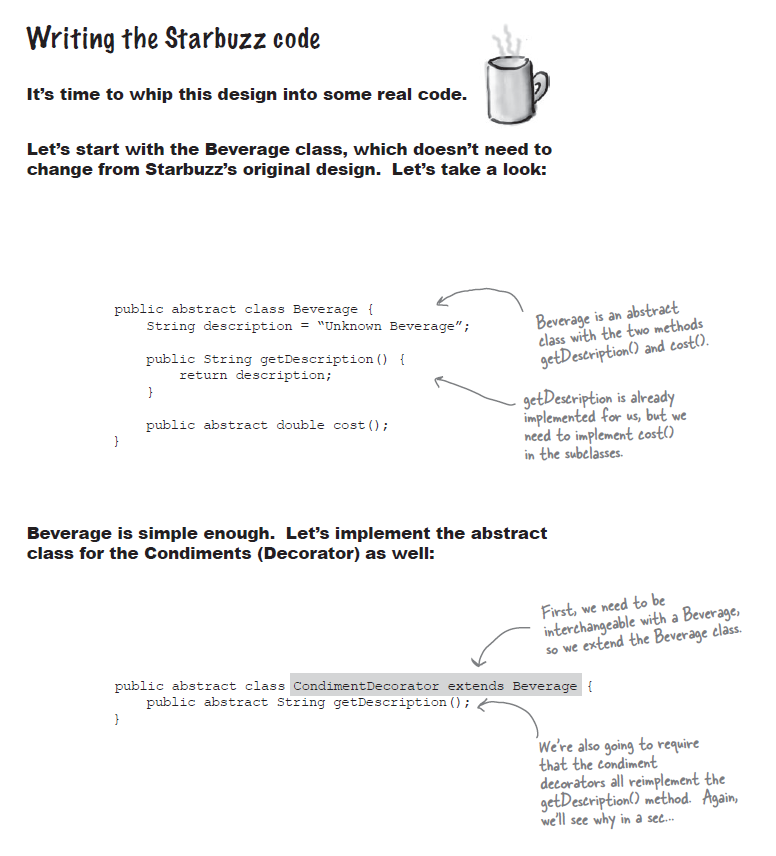 Writing the Starbuzz code
It's time to whip this design into some real code.
Let's start with the Beverage class, which doesn't need to
change from Starbuzz's original design.  Let's take a look:
public abstract class Beverage {
    String description = “Unknown Beverage”;
    public String getDescription() {
        return description;
    }
    public abstract double cost();
}
Beverage is an abstract
class with the two methods
getDescription() and cost().
getDescription is already
implemented for us, but we
need to implement cost()
in the subclasses.
Beverage is simple enough.  Let's implement the abstract
class for the Condiments (Decorator) as well:
First, we need to be
interchangeable with a Beverage,
so we extend the Beverage class.
public abstract class CondimentDecorator extends Beverage {
    public abstract String getDescription();
}
We're also going to require
that the condiment
decorators all reimplement the
getDescription() method.  Again,
we'll see why in a sec...